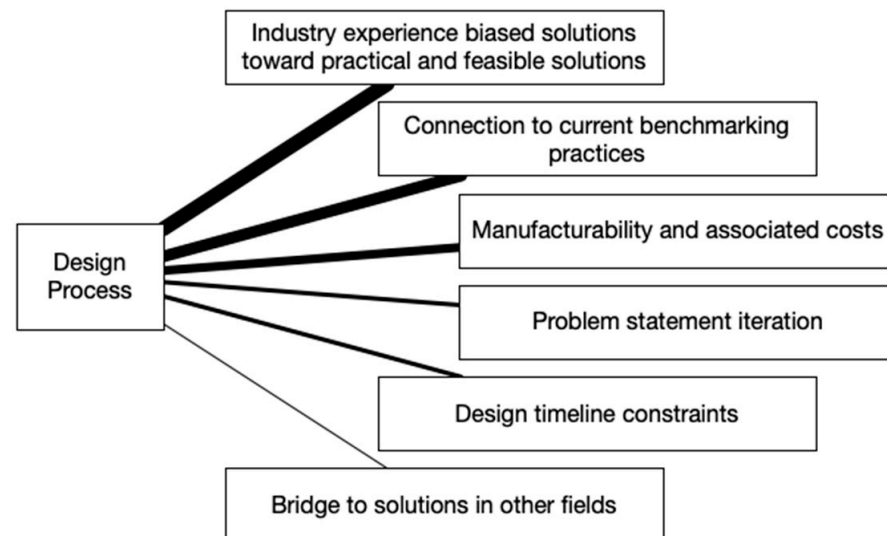 Industry experience biased solutions
toward practical and feasible solutions
Connection to current benchmarking
practices
Manufacturability and associated costs
Design
Process
Problem statement iteration
Design timeline constraints
Bridge to solutions in other fields